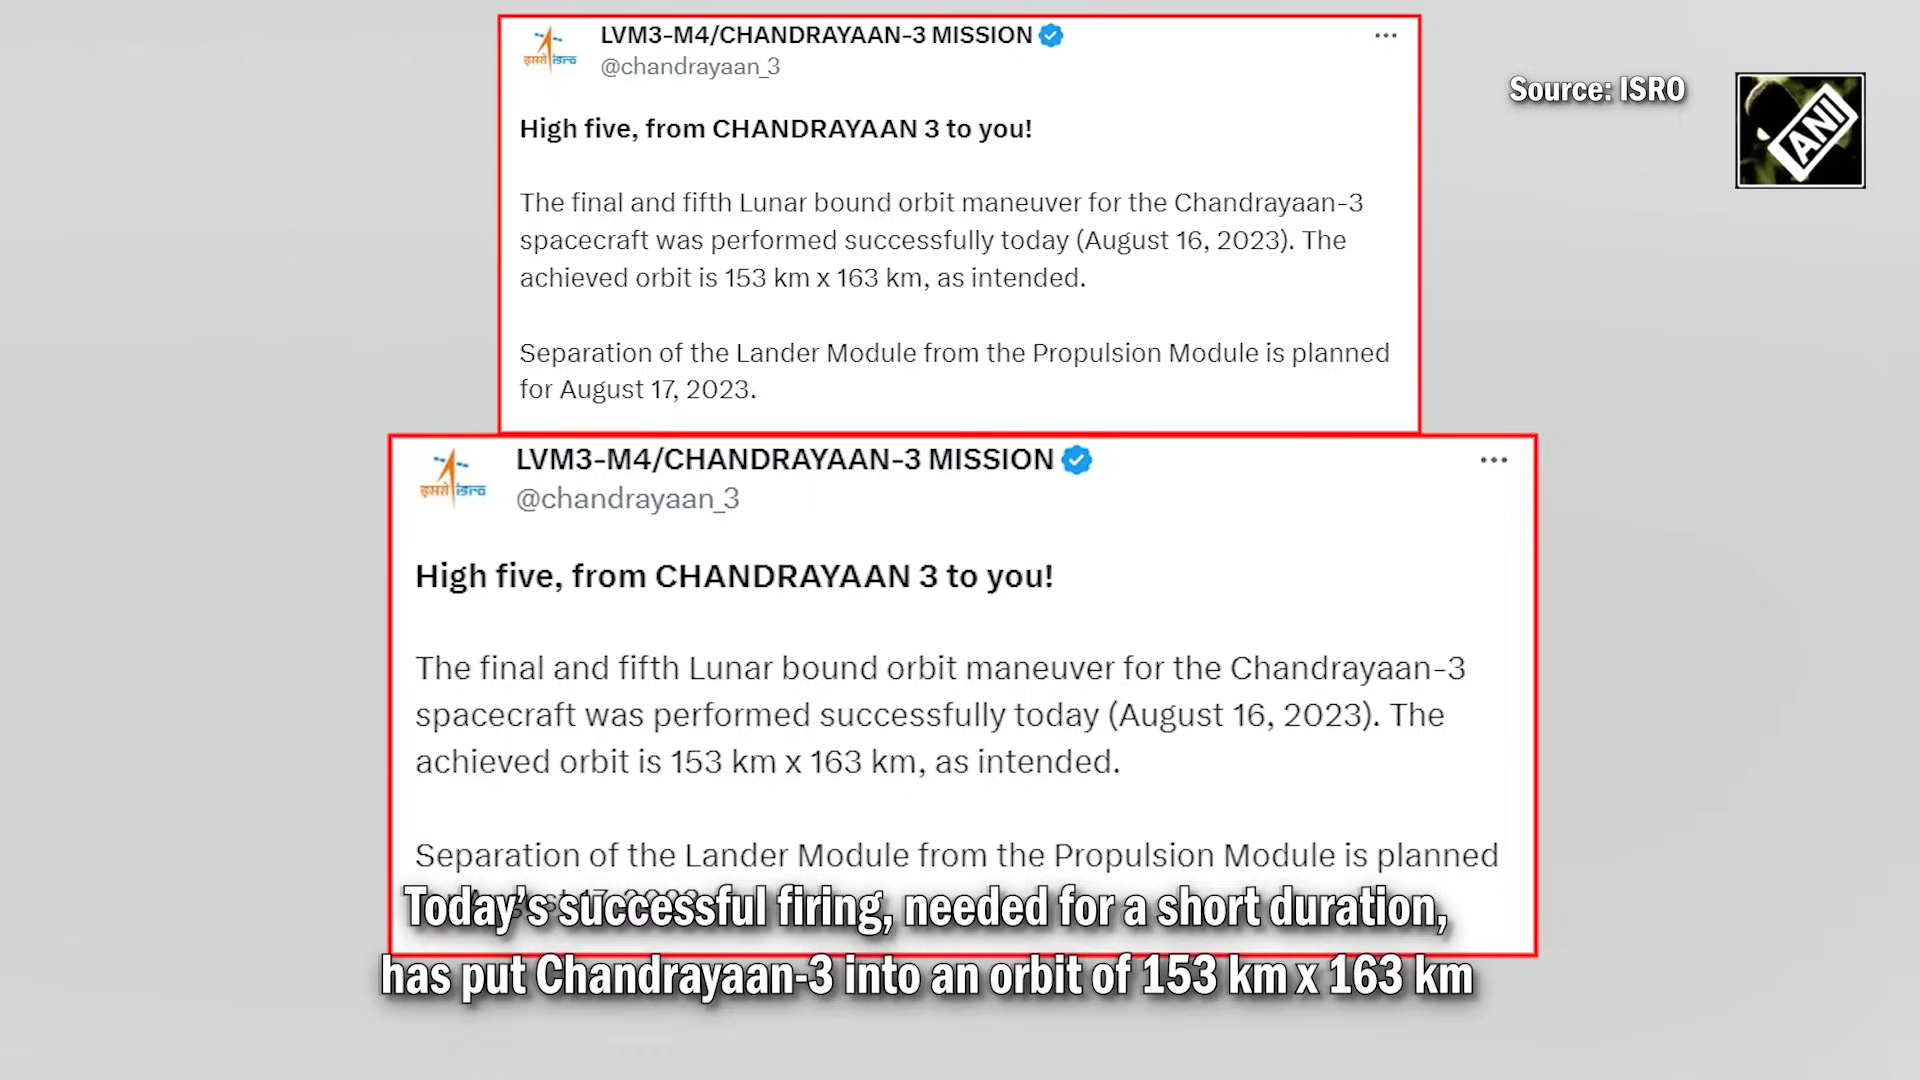 LVM3-M4/CHANDRAYAAN-3 MISSION
@chandrayaan_3
इसरो isro
Source: ISRO
ANI
High five, from CHANDRAYAAN 3 to you!
The final and fifth Lunar bound orbit maneuver for the Chandrayaan-3
spacecraft was performed successfully today (August 16, 2023). The
achieved orbit is 153 km x 163 km, as intended.
Separation of the Lander Module from the Propulsion Module is planned
for August 17, 2023.
LVM3-M4/CHANDRAYAAN-3 MISSION
इसरो isro
@chandrayaan_3
High five, from CHANDRAYAAN 3 to you!
The final and fifth Lunar bound orbit maneuver for the Chandrayaan-3
spacecraft was performed successfully today (August 16, 2023). The
achieved orbit is 153 km x 163 km, as intended.
Separation of the Lander Module from the Propulsion Module is planned
Today's successful firing, needed for a short duration,
has put Chandrayaan-3 into an orbit of 153 km x 163 km